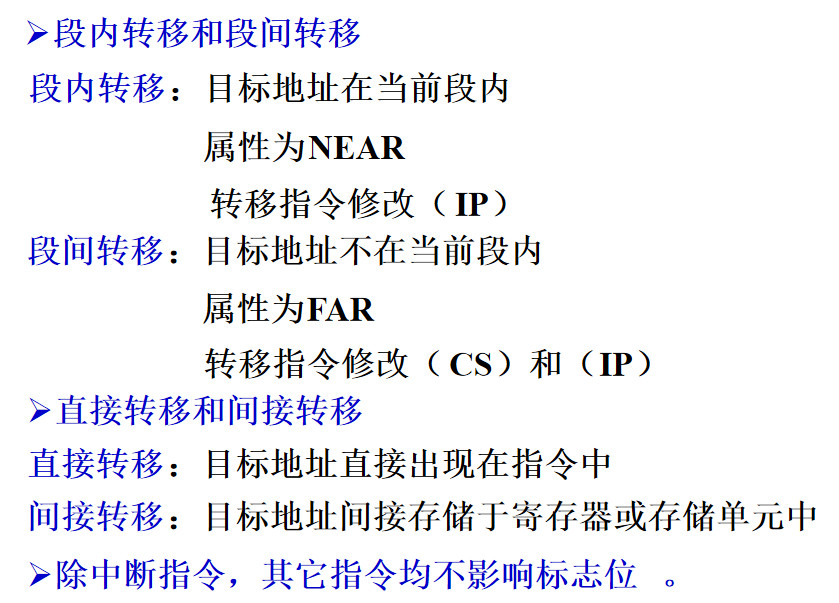 ➢段内转移和段间转移
段内转移：目标地址在当前段内
属性为NEAR
转移指令修改（IP）
段间转移：目标地址不在当前段内
属性为FAR
转移指令修改（CS）和（IP）
➢直接转移和间接转移
直接转移：目标地址直接出现在指令中
间接转移：目标地址间接存储于寄存器或存储单元中
➢除中断指令，其它指令均不影响标志位 。